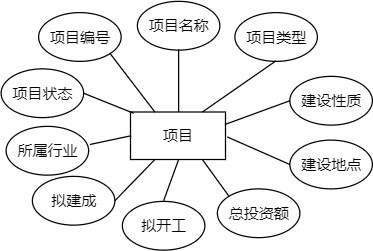 项目名称
项目编号
项目类型
项目状态
建设性质
项目
所属行业
建设地点
拟建成
拟开工
总投资额